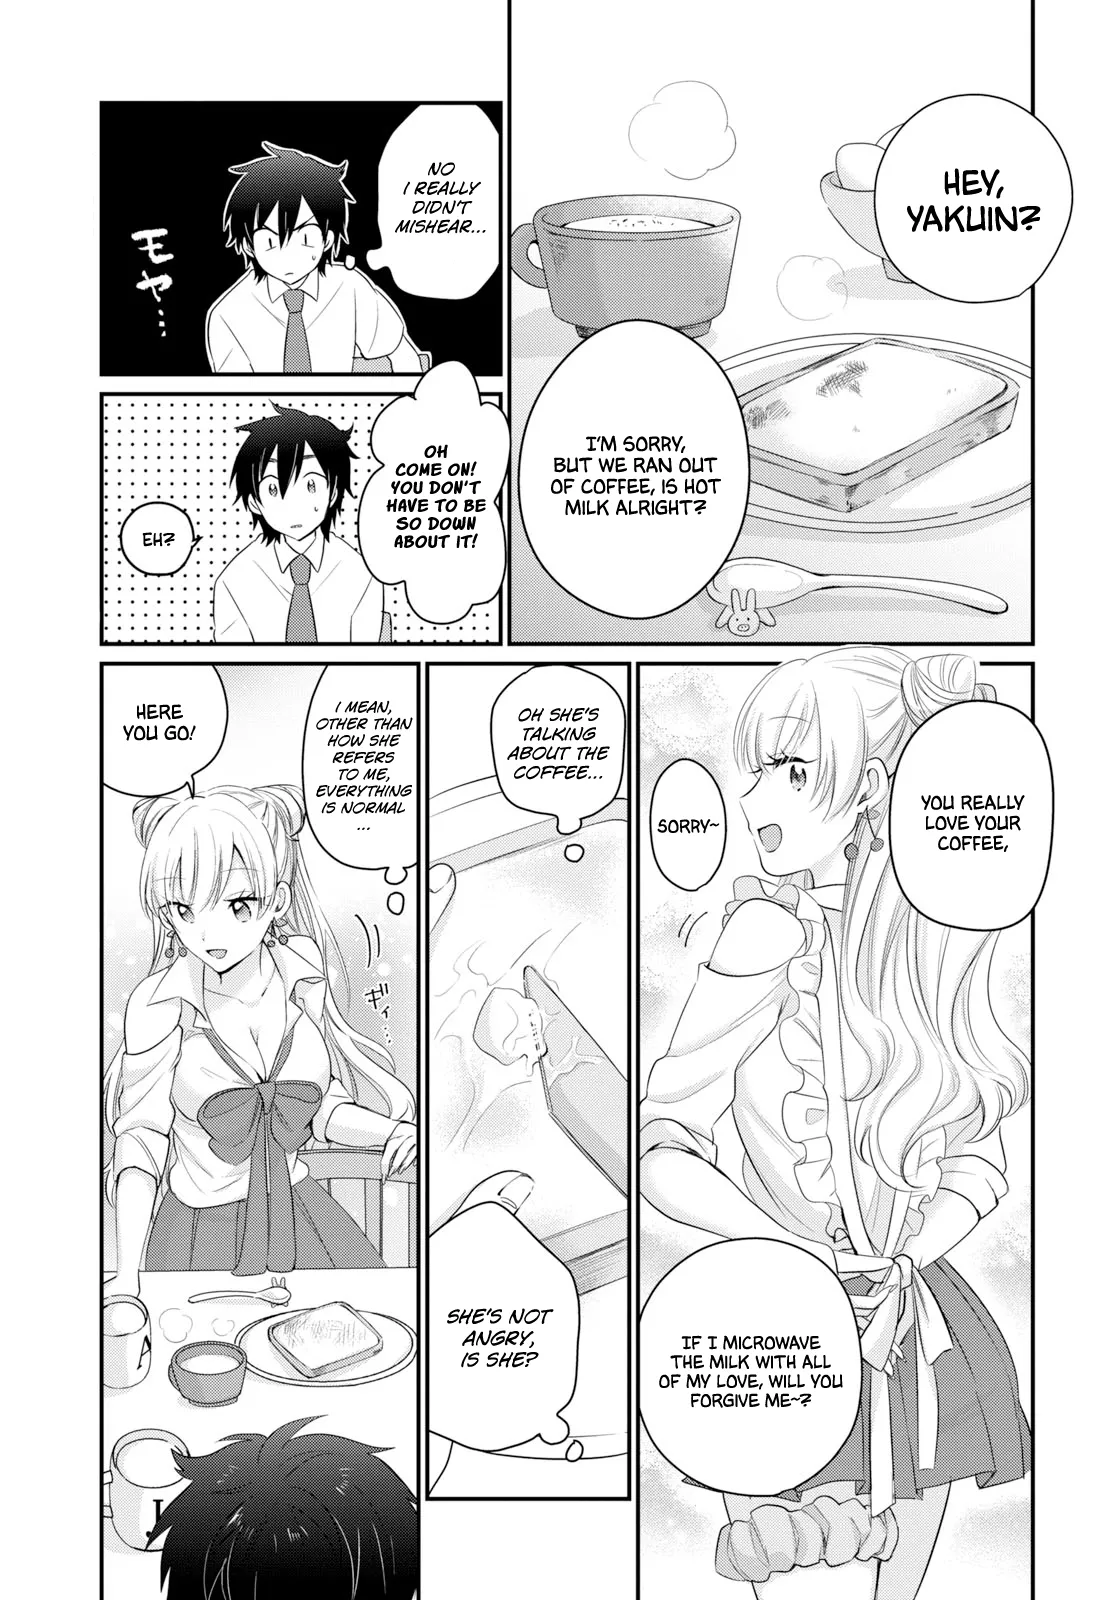 HEY,
YAKUIN?
I'M SORRY,
BUT WE RAN OUT
OF COFFEE, IS HOT
MILK ALRIGHT?
NO
I REALLY
DIDN'T
MISHEAR...
モヤ...
OH
COME ON!
YOU DON'T
HAVE TO BE
SO DOWN
ABOUT IT!
EH?
YOU REALLY
LOVE YOUR
COFFEE,
SORRY~
IF I MICROWAVE
THE MILK WITH ALL
OF MY LOVE, WILL YOU
FORGIVE ME~?
OH SHE'S
TALKING
ABOUT THE
COFFEE...
SHE'S NOT
ANGRY,
IS SHE?
I MEAN,
OTHER THAN
HOW SHE
REFERS
TO ME,
EVERYTHING
IS NORMAL
...
HERE
YOU GO!
ギィ...
A
J